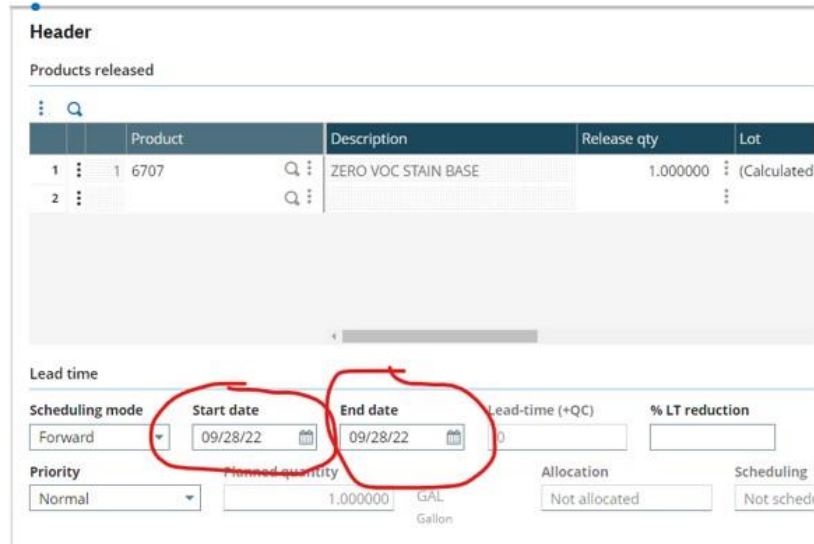 Header
Products released
Product Description Release qty Lot
1 1 6707 ZERO VOC STAIN BASE 1.000000 (Calculated
2
Lead time
Scheduling mode Start date End date Lead-time (+QC) % LT reduction
Forward 09/28/22 09/28/22 0
Priority Planned quantity Allocation Scheduling
Normal 1.000000 GAL Not allocated Not schedu
Gallon